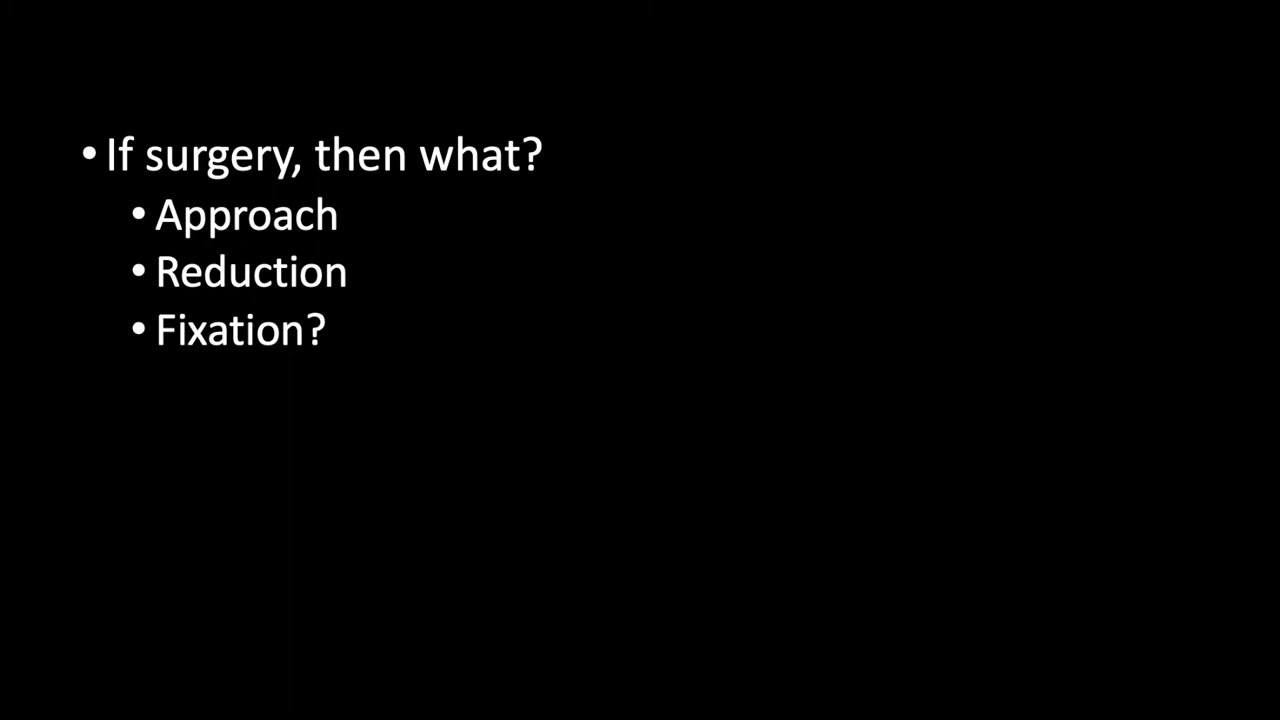 • If surgery, then what?
• Approach
• Reduction
• Fixation?